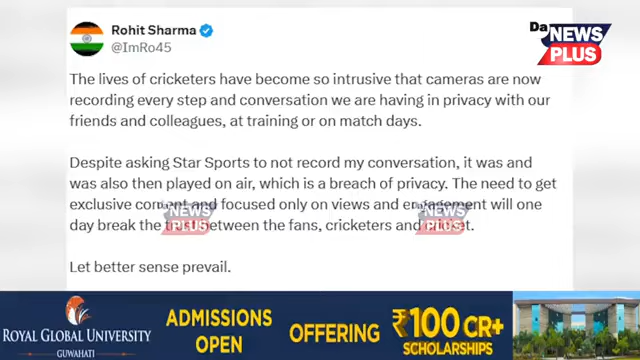 Rohit Sharma
@ImRo45
Da NEWS
PLUS
The lives of cricketers have become so intrusive that cameras are now
recording every step and conversation we are having in privacy with our
friends and colleagues, at training or on match days.
Despite asking Star Sports to not record my conversation, it was and
was also then played on air, which is a breach of privacy. The need to get
exclusive content and focused only on views and engagement will one
day break the trust between the fans, cricketers and cricket.
NEWS
PLUS
NEWS
PLUS
Let better sense prevail.
ROYAL GLOBAL UNIVERSITY
GUWAHATI
ADMISSIONS
OPEN
OFFERING
₹100 CR+
SCHOLARSHIPS